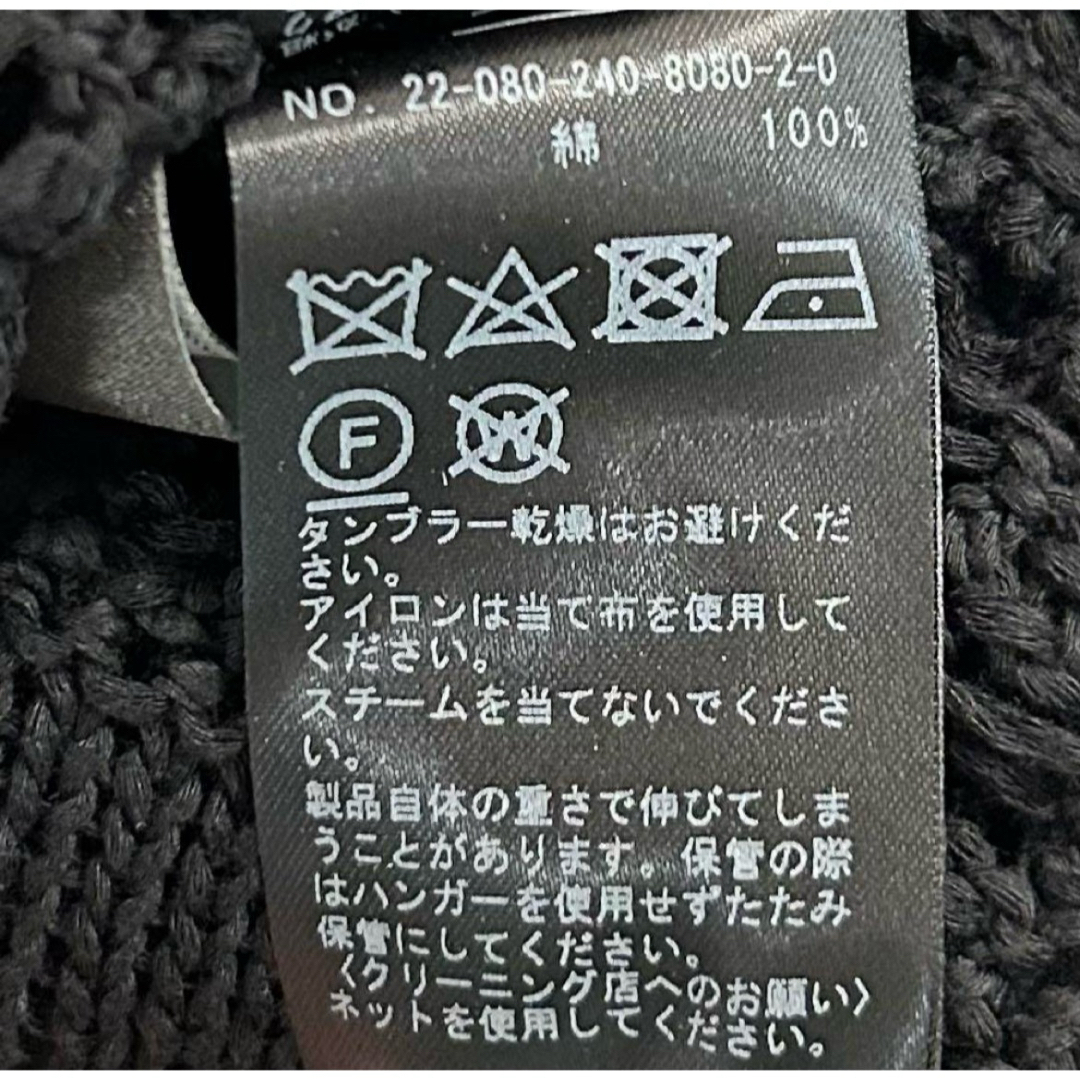 NO. 22-080-240-8080-2-0
綿 100%
F
W
タンブラー乾燥はお避けくだ
さい。
アイロンは当て布を使用して
ください。
スチームを当てないでくださ
い。
製品自体の重さで伸びてしま
うことがあります。保管の際
はハンガーを使用せずたたみ
保管にしてください。
〈クリーニング店へのお願い〉
ネットを使用してください。